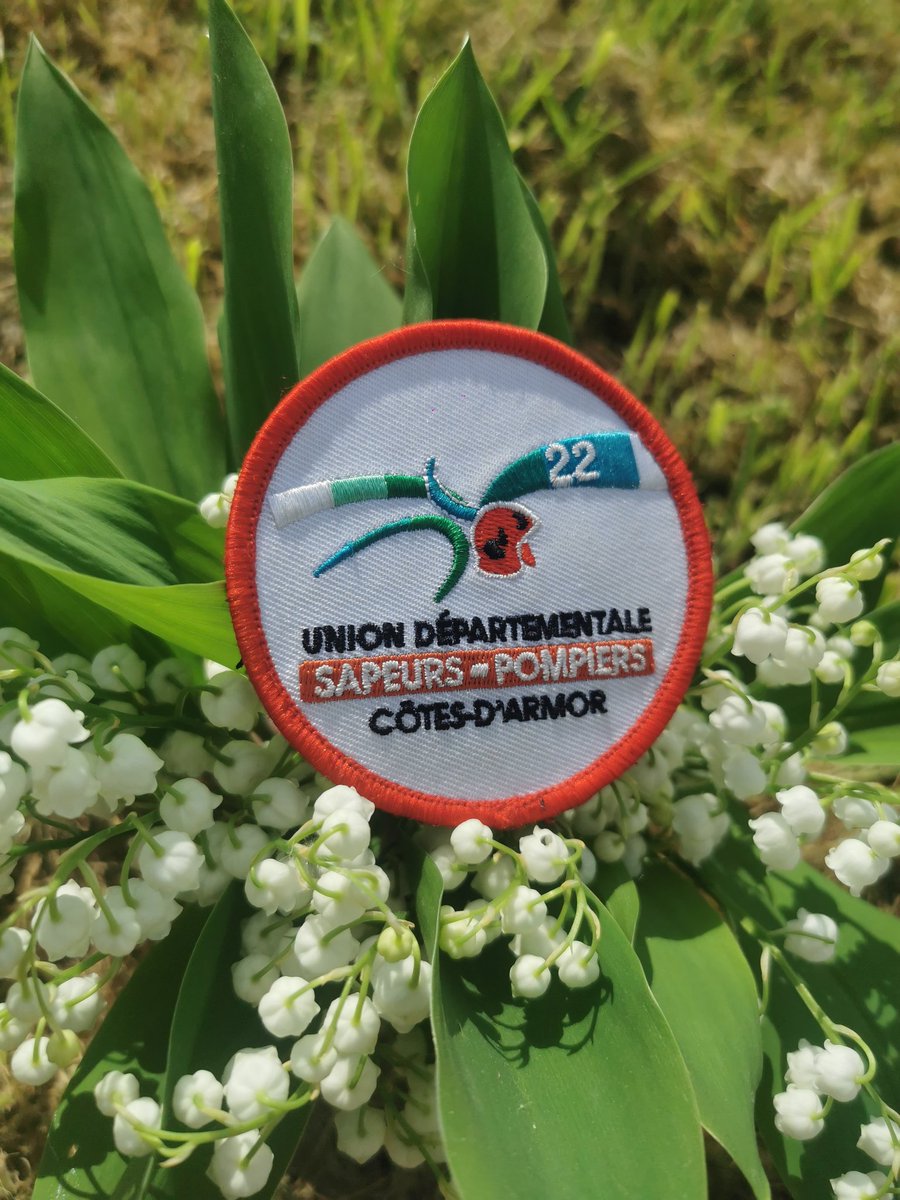 22
UNION DÉPARTEMENTALE
SAPEURS-POMPIERS
CÔTES-D'ARMOR